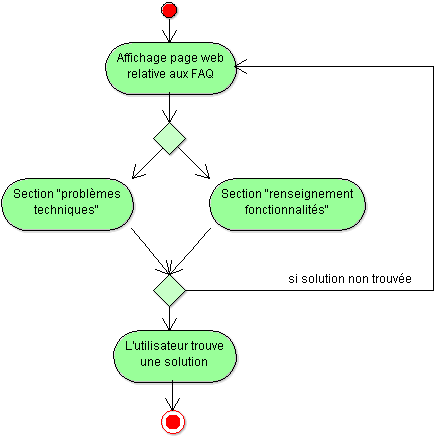 Affichage page web
relative aux FAQ
Section "problèmes
techniques"
Section "renseignement
fonctionnalités"
si solution non trouvée
L'utilisateur trouve
une solution